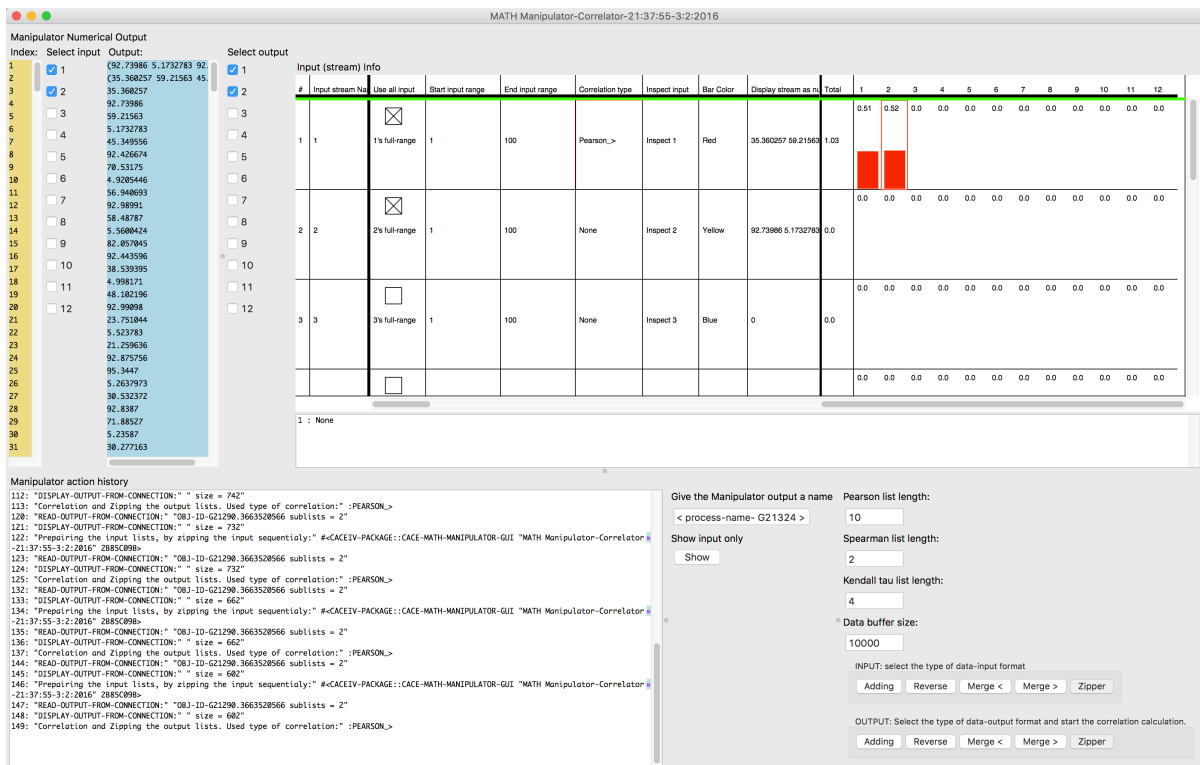 MATH Manipulator-Correlator-21:37:55-3:2:2016
Manipulator Numerical Output
Index: Select input Output: Select output
1 (92.73986 5.1732783 92.
2 (35.360257 59.21563 45.
3 35.360257
4 92.73986
5 59.21563
6 5.1732783
7 45.349556
8 92.426674
9 70.53175
10 4.9205446
11 56.940693
12 92.98991
13 58.48787
14 5.5600424
15 82.057045
16 92.443596
17 38.539395
18 4.998171
19 48.102196
20 92.99098
21 23.751044
22 5.523783
23 21.259636
24 92.875756
25 95.3447
26 5.2637973
27 30.532372
28 92.8387
29 71.88527
30 5.23587
31 30.277163
1
2
3
4
5
6
7
8
9
10
11
12
1
2
3
4
5
6
7
8
9
10
11
12
Input (stream) Info
# Input stream Na Use all input Start input range End input range Correlation type Inspect input Bar Color Display stream as nu Total 1 2 3 4 5 6 7 8 9 10 11 12
0.51 0.52 0.0 0.0 0.0 0.0 0.0 0.0 0.0 0.0 0.0 0.0
1 1 1's full-range 1 100 Pearson_> Inspect 1 Red 35.360257 59.21563 1.03
0.0 0.0 0.0 0.0 0.0 0.0 0.0 0.0 0.0 0.0 0.0 0.0
2 2 2's full-range 1 100 None Inspect 2 Yellow 92.73986 5.1732783 0.0
0.0 0.0 0.0 0.0 0.0 0.0 0.0 0.0 0.0 0.0 0.0 0.0
3 3 3's full-range 1 100 None Inspect 3 Blue 0 0.0
0.0 0.0 0.0 0.0 0.0 0.0 0.0 0.0 0.0 0.0 0.0 0.0
1 : None
Manipulator action history
112: "DISPLAY-OUTPUT-FROM-CONNECTION:" " size = 742"
113: "Correlation and Zipping the output lists. Used type of correlation:" :PEARSON_>
120: "READ-OUTPUT-FROM-CONNECTION:" "OBJ-ID-G21290.3663520566 sublists = 2"
121: "DISPLAY-OUTPUT-FROM-CONNECTION:" " size = 732"
122: "Prepairing the input lists, by zipping the input sequentialy:" #<CACEIV-PACKAGE::CACE-MATH-MANIPULATOR-GUI "MATH Manipulator-Correlator
-21:37:55-3:2:2016" 2B85C09B>
123: "READ-OUTPUT-FROM-CONNECTION:" "OBJ-ID-G21290.3663520566 sublists = 2"
124: "DISPLAY-OUTPUT-FROM-CONNECTION:" " size = 732"
125: "Correlation and Zipping the output lists. Used type of correlation:" :PEARSON_>
132: "READ-OUTPUT-FROM-CONNECTION:" "OBJ-ID-G21290.3663520566 sublists = 2"
133: "DISPLAY-OUTPUT-FROM-CONNECTION:" " size = 662"
134: "Prepairing the input lists, by zipping the input sequentialy:" #<CACEIV-PACKAGE::CACE-MATH-MANIPULATOR-GUI "MATH Manipulator-Correlator
-21:37:55-3:2:2016" 2B85C09B>
135: "READ-OUTPUT-FROM-CONNECTION:" "OBJ-ID-G21290.3663520566 sublists = 2"
136: "DISPLAY-OUTPUT-FROM-CONNECTION:" " size = 662"
137: "Correlation and Zipping the output lists. Used type of correlation:" :PEARSON_>
144: "READ-OUTPUT-FROM-CONNECTION:" "OBJ-ID-G21290.3663520566 sublists = 2"
145: "DISPLAY-OUTPUT-FROM-CONNECTION:" " size = 602"
146: "Prepairing the input lists, by zipping the input sequentialy:" #<CACEIV-PACKAGE::CACE-MATH-MANIPULATOR-GUI "MATH Manipulator-Correlator
-21:37:55-3:2:2016" 2B85C09B>
147: "READ-OUTPUT-FROM-CONNECTION:" "OBJ-ID-G21290.3663520566 sublists = 2"
148: "DISPLAY-OUTPUT-FROM-CONNECTION:" " size = 602"
149: "Correlation and Zipping the output lists. Used type of correlation:" :PEARSON_>
Give the Manipulator output a name
< process-name- G21324 >
Show input only
Show
Pearson list length:
10
Spearman list length:
2
Kendall tau list length:
4
Data buffer size:
10000
INPUT: select the type of data-input format
Adding Reverse Merge < Merge > Zipper
OUTPUT: Select the type of data-output format and start the correlation calculation.
Adding Reverse Merge < Merge > Zipper